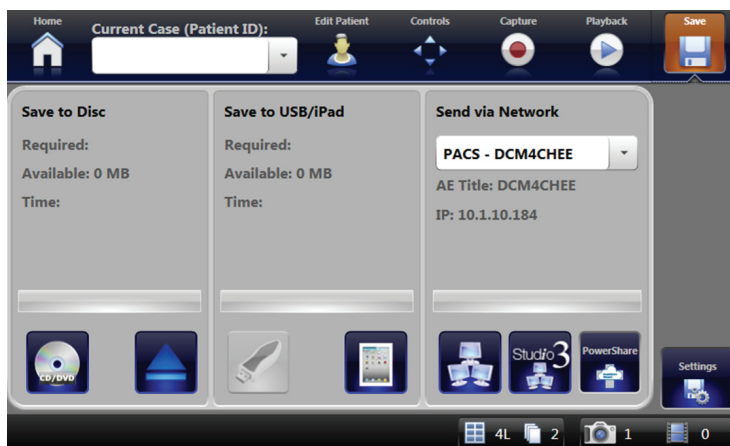 Home
Current Case (Patient ID):
Edit Patient
Controls
Capture
Playback
Save
Save to Disc
Required:
Available: 0 MB
Time:
CD/DVD
Save to USB/iPad
Required:
Available: 0 MB
Time:
Send via Network
PACS - DCM4CHEE
AE Title: DCM4CHEE
IP: 10.1.10.184
Studio3
PowerShare
Settings
4L 2 1 0